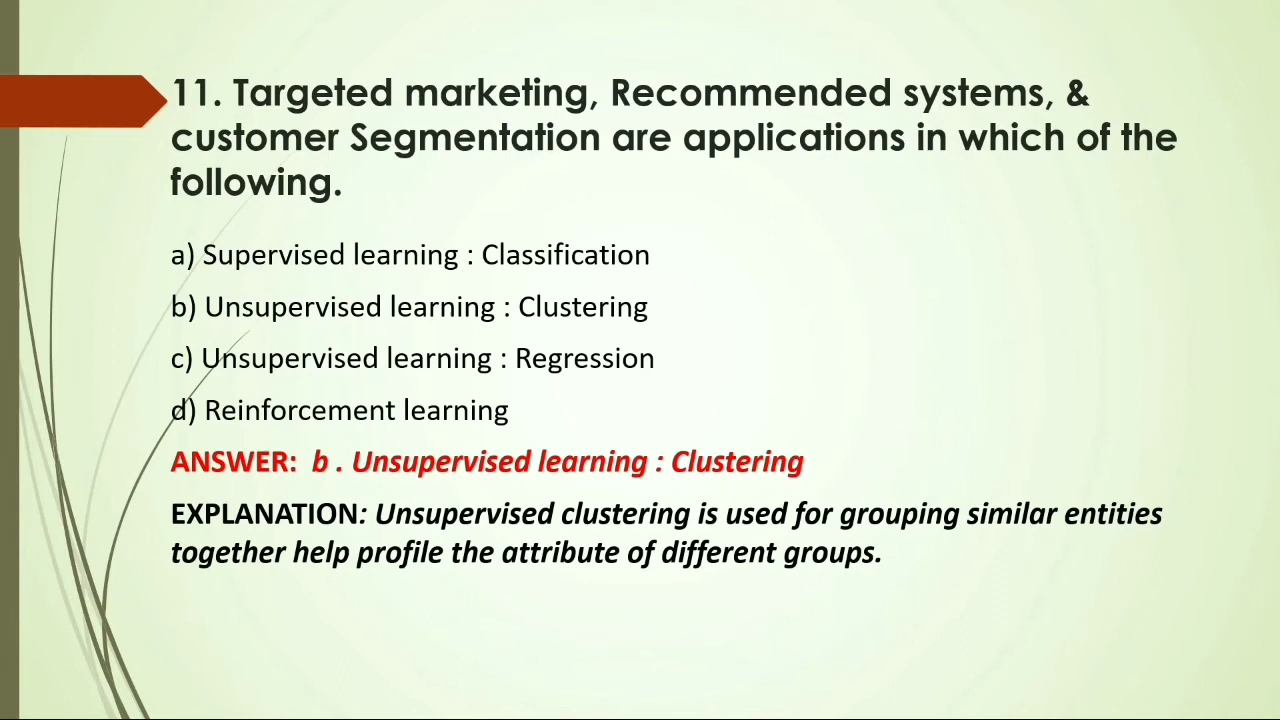 11. Targeted marketing, Recommended systems, &
customer Segmentation are applications in which of the
following.
a) Supervised learning : Classification
b) Unsupervised learning : Clustering
c) Unsupervised learning : Regression
d) Reinforcement learning
ANSWER: b . Unsupervised learning : Clustering
EXPLANATION: Unsupervised clustering is used for grouping similar entities
together help profile the attribute of different groups.